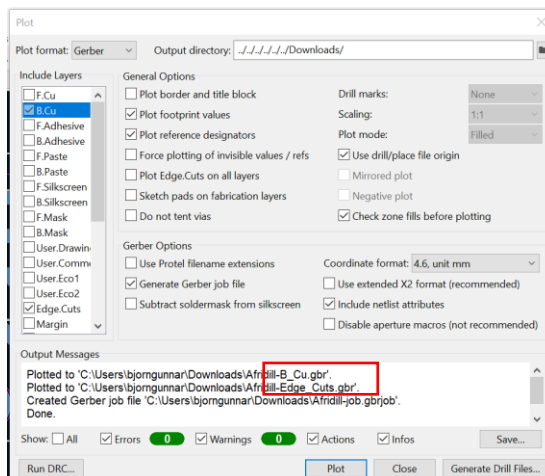 Plot
Plot format: Gerber
Output directory: ../../../../../../Downloads/
Include Layers
F.Cu
B.Cu
F.Adhesive
B.Adhesive
F.Paste
B.Paste
F.Silkscreen
B.Silkscreen
F.Mask
B.Mask
User.Drawin
User.Comme
User.Eco1
User.Eco2
Edge.Cuts
Margin
General Options
Plot border and title block
Plot footprint values
Plot reference designators
Force plotting of invisible values / refs
Plot Edge.Cuts on all layers
Sketch pads on fabrication layers
Do not tent vias
Drill marks: None
Scaling: 1:1
Plot mode: Filled
Use drill/place file origin
Mirrored plot
Negative plot
Check zone fills before plotting
Gerber Options
Use Protel filename extensions
Generate Gerber job file
Subtract soldermask from silkscreen
Coordinate format: 4.6, unit mm
Use extended X2 format (recommended)
Include netlist attributes
Disable aperture macros (not recommended)
Output Messages
Plotted to 'C:\Users\bjorngunnar\Downloads\Afridill-B_Cu.gbr'.
Plotted to 'C:\Users\bjorngunnar\Downloads\Afridill-Edge_Cuts.gbr'.
Created Gerber job file 'C:\Users\bjorngunnar\Downloads\Afridill-job.gbrjob'.
Done.
Show: All Errors 0 Warnings 0 Actions Infos Save...
Run DRC... Plot Close Generate Drill Files...